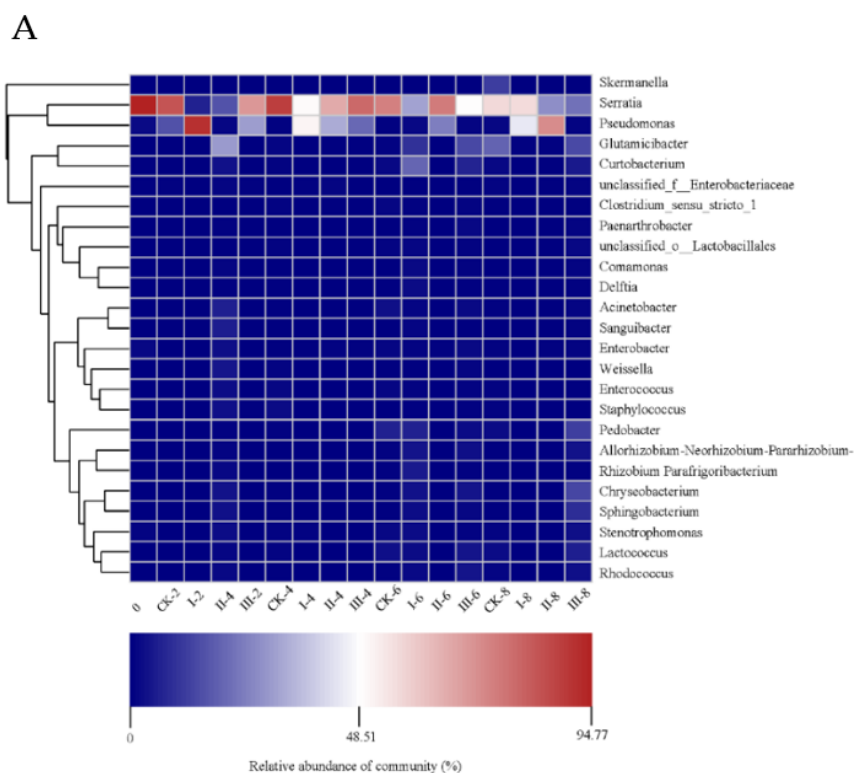 A
Skermanella
Serratia
Pseudomonas
Glutamicibacter
Curtobacterium
unclassified_f__Enterobacteriaceae
Clostridium_sensu_stricto_1
Paenarthrobacter
unclassified_o__Lactobacillales
Comamonas
Delftia
Acinetobacter
Sanguibacter
Enterobacter
Weissella
Enterococcus
Staphylococcus
Pedobacter
Allorhizobium-Neorhizobium-Pararhizobium-
Rhizobium Parafrigoribacterium
Chryseobacterium
Sphingobacterium
Stenotrophomonas
Lactococcus
Rhodococcus
0 CK-2 I-2 II-4 III-2 CK-4 I-4 II-4 III-4 CK-6 I-6 II-6 III-6 CK-8 I-8 II-8 III-8
0 48.51 94.77
Relative abundance of community (%)